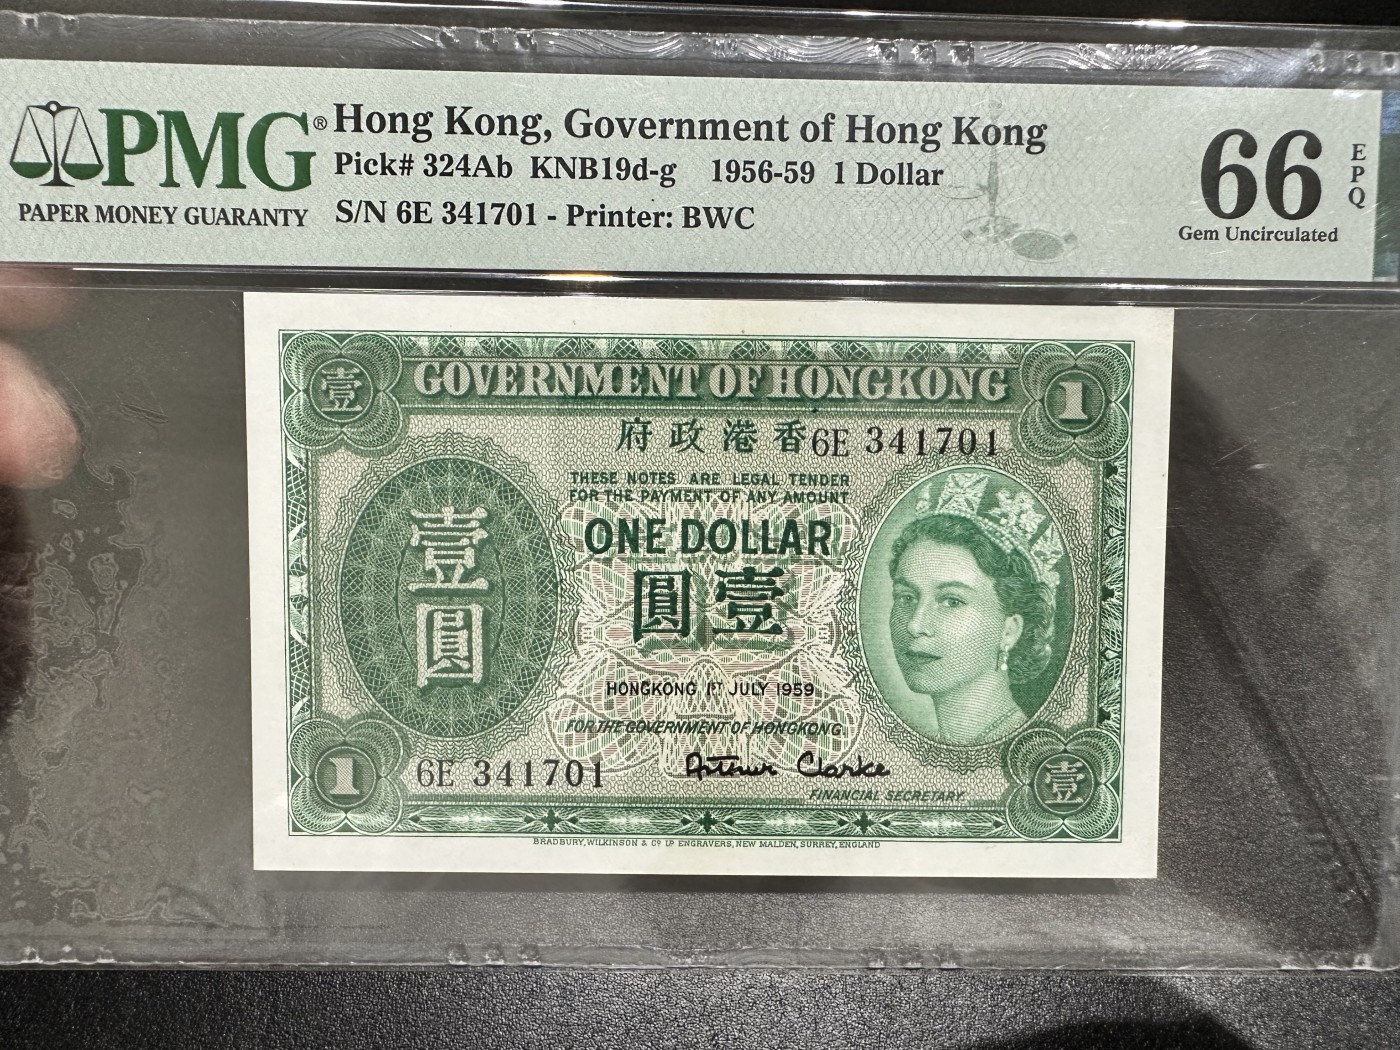 PMG®
PAPER MONEY GUARANTY
Hong Kong, Government of Hong Kong
Pick# 324Ab KNB19d-g 1956-59 1 Dollar
S/N 6E 341701 - Printer: BWC
66
EPQ
Gem Uncirculated
壹
GOVERNMENT OF HONGKONG
1
府政港香
6E 341701
THESE NOTES ARE LEGAL TENDER
FOR THE PAYMENT OF ANY AMOUNT
ONE DOLLAR
圓壹
壹
圓
HONGKONG 1ST JULY 1959
FOR THE GOVERNMENT OF HONGKONG.
1
6E 341701
Arthur Clarke
FINANCIAL SECRETARY.
壹
BRADBURY, WILKINSON & Co Ld ENGRAVERS, NEW MALDEN, SURREY, ENGLAND